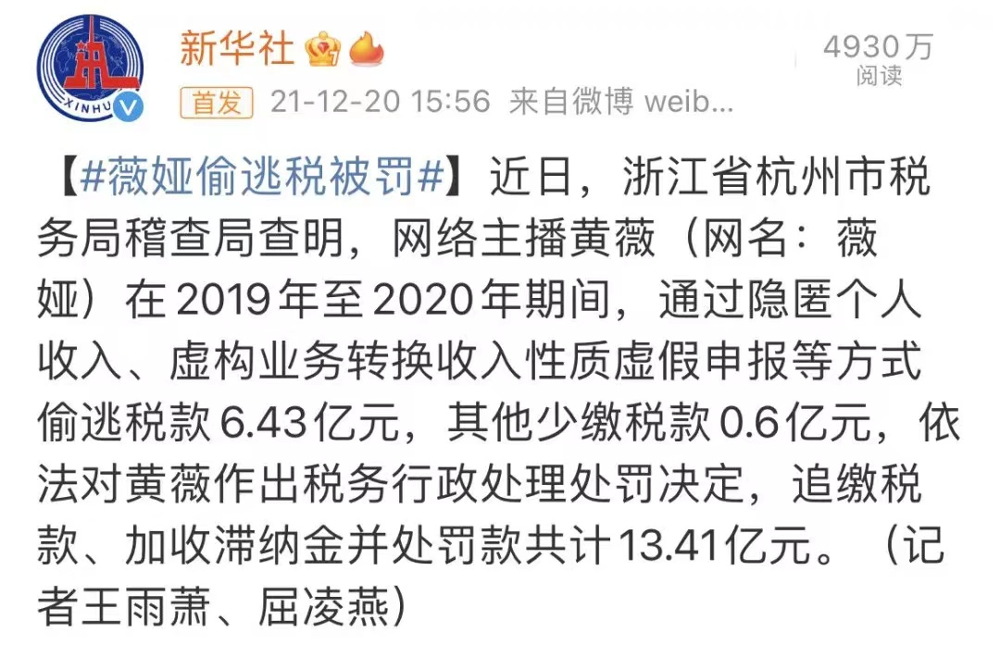 新华社
4930万
阅读
首发 21-12-20 15:56 来自微博 weib...
XINHU
【#薇娅偷逃税被罚#】近日，浙江省杭州市税
务局稽查局查明，网络主播黄薇（网名：薇
娅）在2019年至2020年期间，通过隐匿个人
收入、虚构业务转换收入性质虚假申报等方式
偷逃税款6.43亿元，其他少缴税款0.6亿元，依
法对黄薇作出税务行政处理处罚决定，追缴税
款、加收滞纳金并处罚款共计13.41亿元。（记
者王雨萧、屈凌燕）